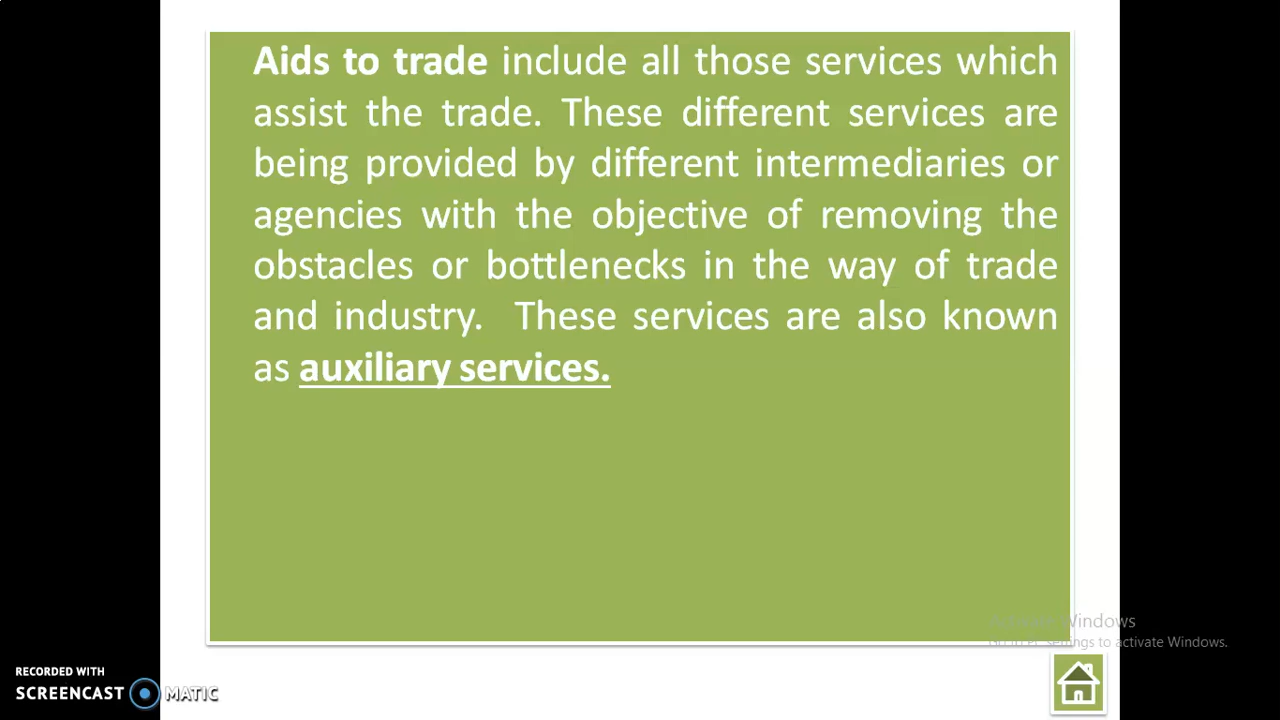 Aids to trade include all those services which
assist the trade. These different services are
being provided by different intermediaries or
agencies with the objective of removing the
obstacles or bottlenecks in the way of trade
and industry. These services are also known
as auxiliary services.
Activate Windows
Go to PC settings to activate Windows.
RECORDED WITH
SCREENCAST MATIC